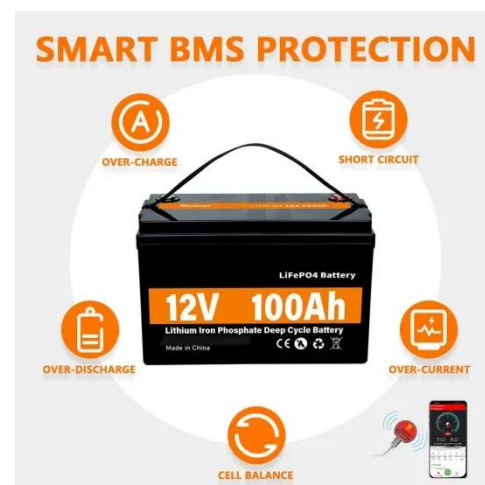 SMART BMS PROTECTION
A
OVER-CHARGE
SHORT CIRCUIT
LiFePO4 Battery
12V 100Ah
Lithium Iron Phosphate Deep Cycle Battery
Made in China
CE
OVER-DISCHARGE
OVER-CURRENT
CELL BALANCE